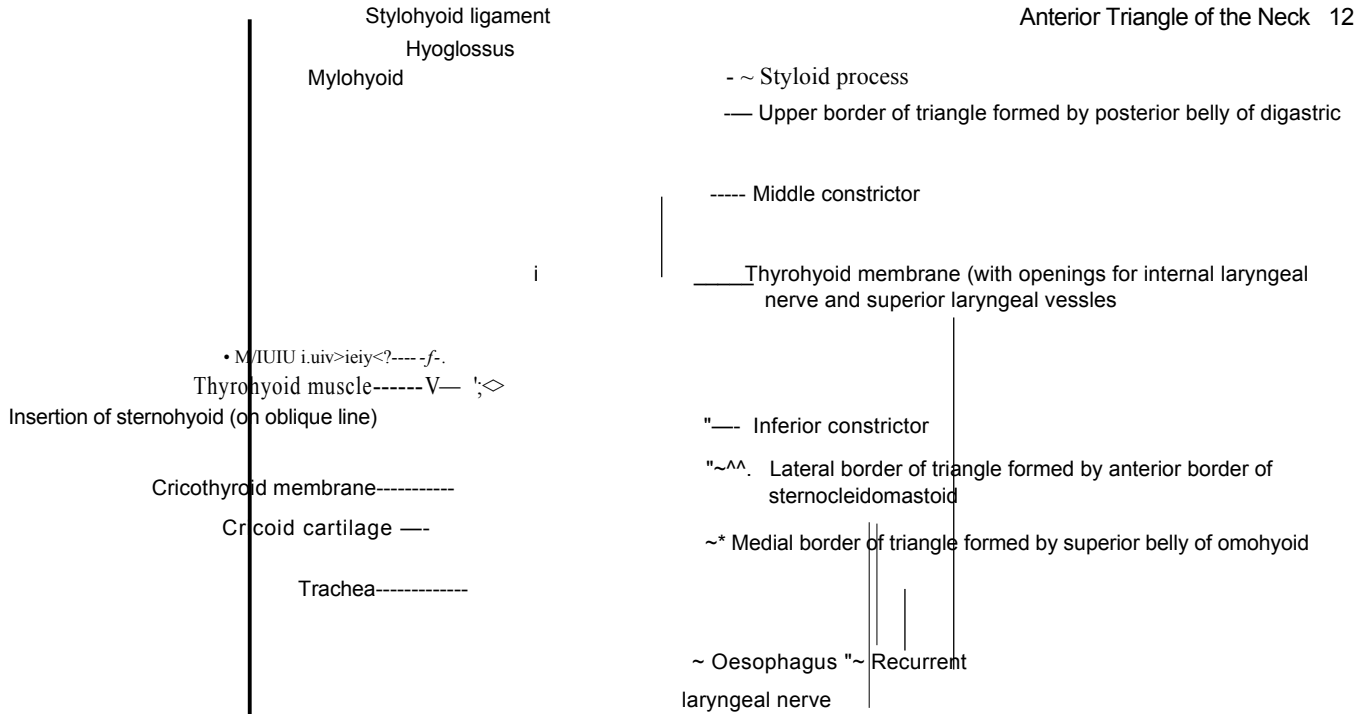 Stylohyoid ligament
Anterior Triangle of the Neck 12
Hyoglossus
Mylohyoid
- ~ Styloid process
-— Upper border of triangle formed by posterior belly of digastric
----- Middle constrictor
i
_____Thyrohyoid membrane (with openings for internal laryngeal
nerve and superior laryngeal vessles
Thyrohyoid muscle------V— ';<>
Insertion of sternohyoid (on oblique line)
"—- Inferior constrictor
"~^^. Lateral border of triangle formed by anterior border of
sternocleidomastoid
Cricothyroid membrane-----------
Cricoid cartilage —-
~* Medial border of triangle formed by superior belly of omohyoid
Trachea-------------
~ Oesophagus "~ Recurrent
laryngeal nerve